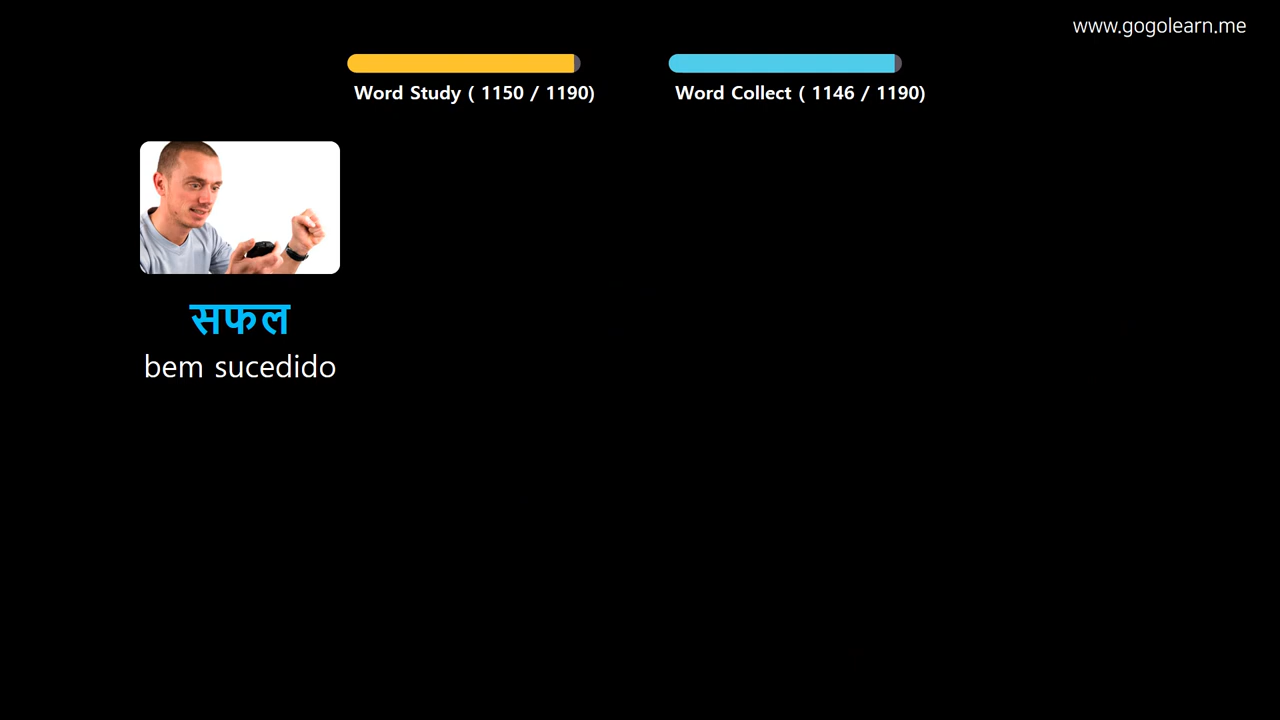 www.gogolearn.me
Word Study ( 1150 / 1190)
Word Collect ( 1146 / 1190)
सफल
bem sucedido